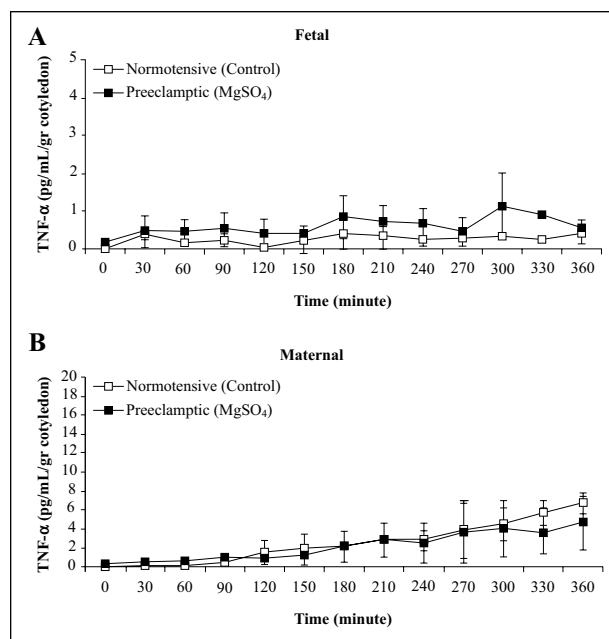 A
Fetal
5
4
3
2
1
0
Normotensive (Control)
Preeclamptic (MgSO₄)
TNF-α (pg/mL/gr cotyledon)
0 30 60 90 120 150 180 210 240 270 300 330 360
Time (minute)
B
Maternal
20
18
16
14
12
10
8
6
4
2
0
Normotensive (Control)
Preeclamptic (MgSO₄)
TNF-α (pg/mL/gr cotyledon)
0 30 60 90 120 150 180 210 240 270 300 330 360
Time (minute)